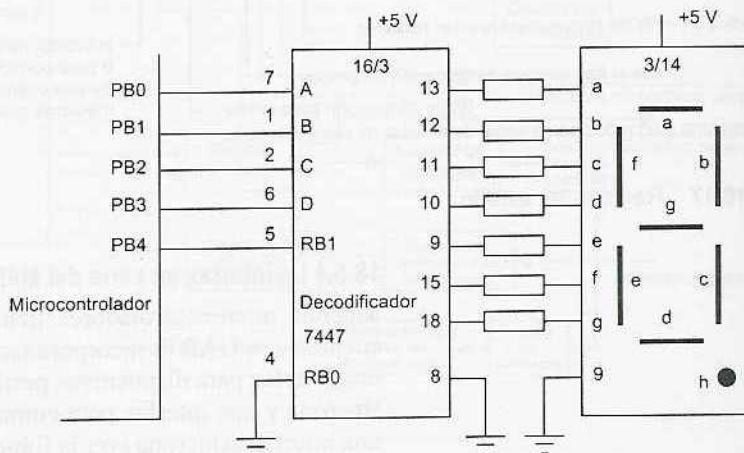 +5 V
+5 V
16/3
3/14
PB0
7
A
13
a
PB1
1
B
12
b
a
PB2
2
C
11
c
f
b
PB3
6
D
10
d
g
PB4
5
RB1
9
e
15
f
e
c
Microcontrolador
Decodificador
18
g
d
7447
4
RB0
8
9
h